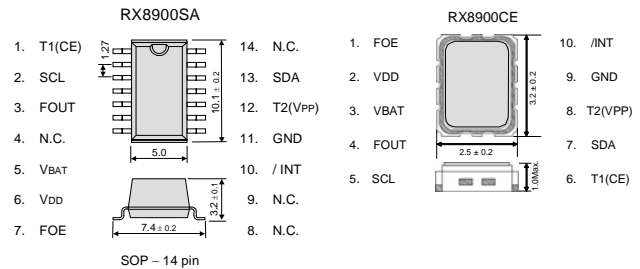 RX8900SA
1. T1(CE)
2. SCL
3. FOUT
4. N.C.
5. VBAT
6. VDD
7. FOE
1.27
10.1 ± 0.2
5.0
3.2 ± 0.1
7.4 ± 0.2
14. N.C.
13. SDA
12. T2(VPP)
11. GND
10. / INT
9. N.C.
8. N.C.
SOP – 14 pin
RX8900CE
1. FOE
2. VDD
3. VBAT
4. FOUT
5. SCL
3.2 ± 0.2
2.5 ± 0.2
1.0Max.
10. /INT
9. GND
8. T2(VPP)
7. SDA
6. T1(CE)